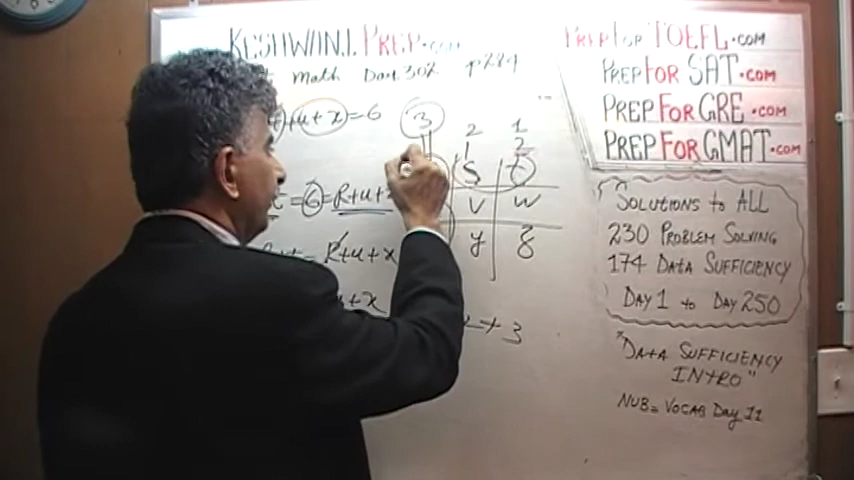 KESHWANI PREP.com
Math Day 302 p284
u+x)=6
3
2 1
1 2
S t
=6=R+u+
v w
R+u+x
y z
u+x
+ 3
PREP for TOEFL.com
PREP for SAT.com
PREP FOR GRE.com
PREP FOR GMAT.com
SOLUTIONS to ALL
230 PROBLEM SOLVING
174 DATA SUFFICIENCY
DAY 1 to DAY 250
"DATA SUFFICIENCY
INTRO"
NUB= VOCAB Day 11